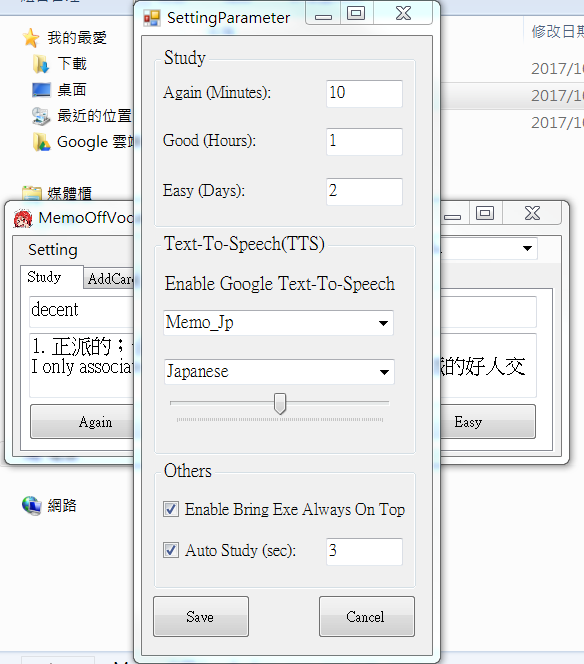 SettingParameter
修改日期
我的最愛
下載
桌面
最近的位置
Google 雲端
2017/10
2017/10
2017/10
媒體櫃
Study
Again (Minutes):
10
Good (Hours):
1
Easy (Days):
2
MemoOffVoc
Setting
Study
AddCard
decent
1. 正派的；
I only associa
的好人交
Again
Easy
Text-To-Speech(TTS)
Enable Google Text-To-Speech
Memo_Jp
Japanese
Others
Enable Bring Exe Always On Top
Auto Study (sec):
3
Save
Cancel
網路